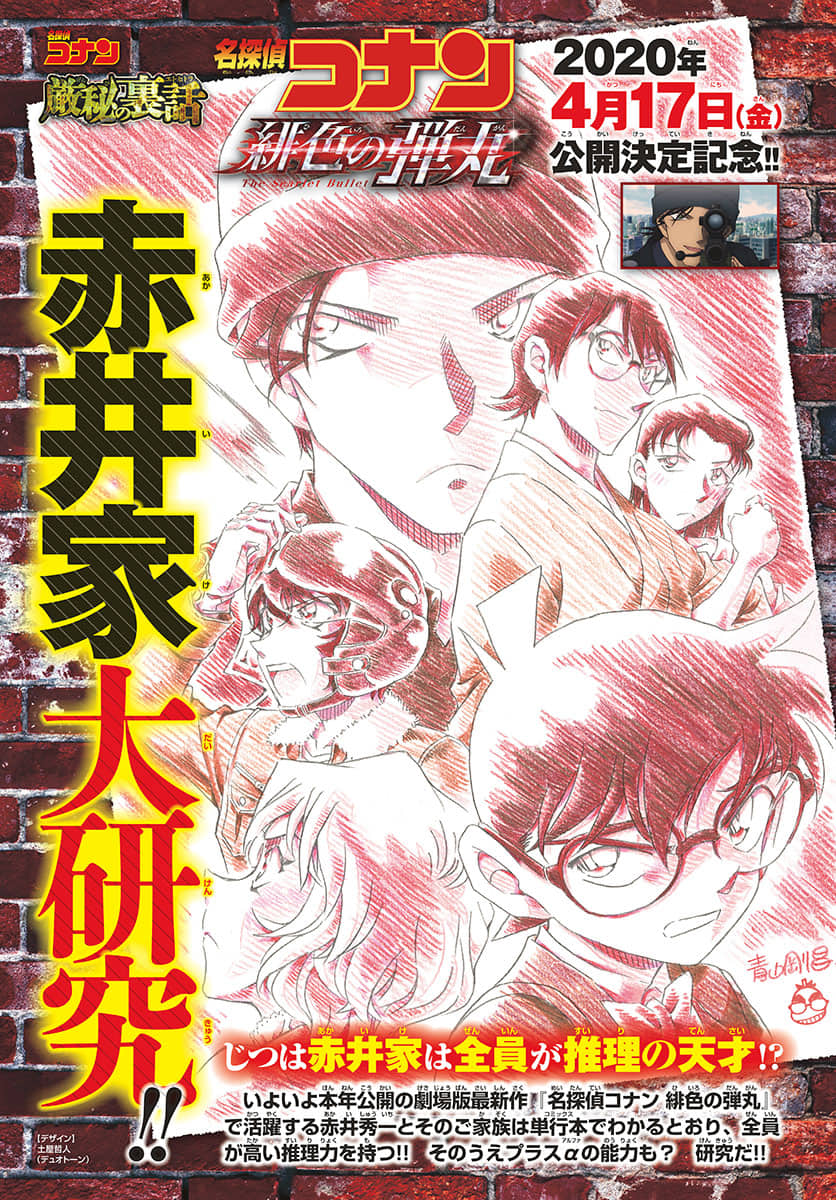 名探偵
コナン
厳秘の裏話
名探偵
コナン
緋色の弾丸
The Scarlet Bullet
2020年
4月17日(金)
公開決定記念!!
赤井家大研究!!
青山剛昌
じつは赤井家は全員が推理の天才!?
いよいよ本年公開の劇場版最新作『名探偵コナン 緋色の弾丸』
で活躍する赤井秀一とそのご家族は単行本でわかるとおり、全員
が高い推理力を持つ!! そのうえプラスαの能力も? 研究だ!!
【デザイン】
土屋哲人
(デュオトーン)